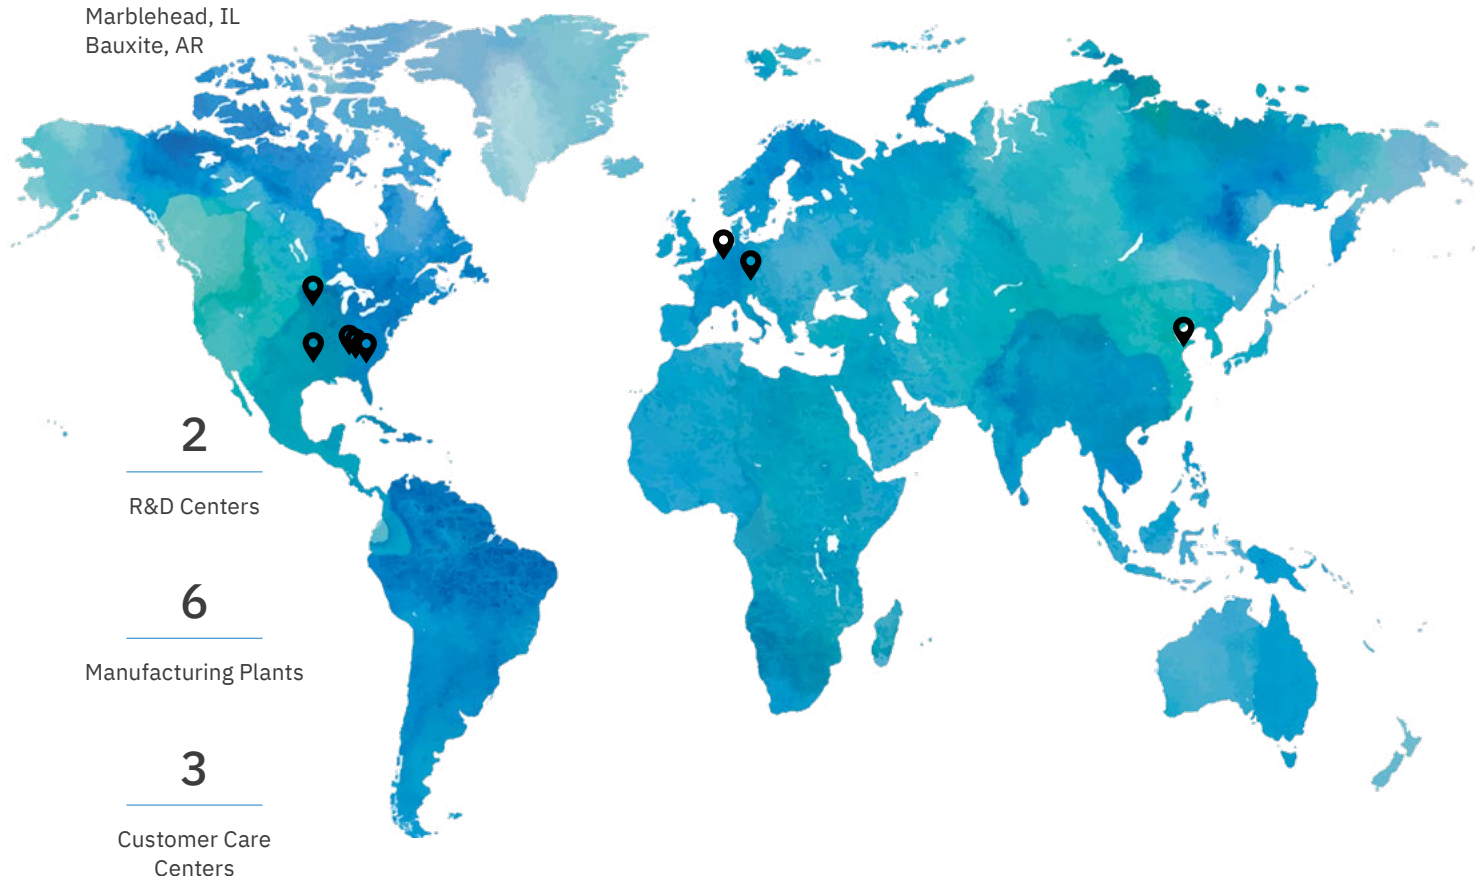 Marblehead, IL
Bauxite, AR
2
R&D Centers
6
Manufacturing Plants
3
Customer Care
Centers